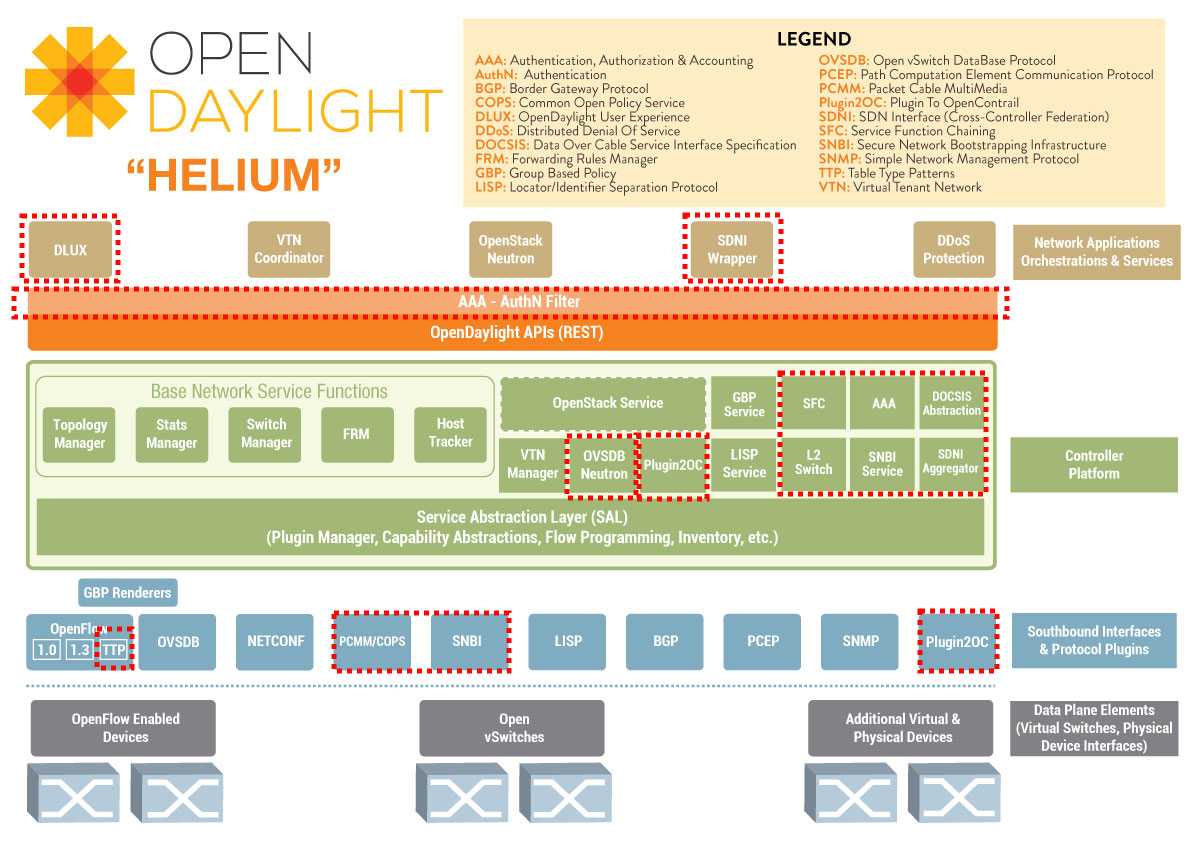 OPEN
DAYLIGHT
“HELIUM”
LEGEND
AAA: Authentication, Authorization & Accounting
AuthN: Authentication
BGP: Border Gateway Protocol
COPS: Common Open Policy Service
DLUX: OpenDaylight User Experience
DDoS: Distributed Denial Of Service
DOCSIS: Data Over Cable Service Interface Specification
FRM: Forwarding Rules Manager
GBP: Group Based Policy
LISP: Locator/Identifier Separation Protocol
OVSDB: Open vSwitch DataBase Protocol
PCEP: Path Computation Element Communication Protocol
PCMM: Packet Cable MultiMedia
Plugin2OC: Plugin To OpenContrail
SDNI: SDN Interface (Cross-Controller Federation)
SFC: Service Function Chaining
SNBI: Secure Network Bootstrapping Infrastructure
SNMP: Simple Network Management Protocol
TTP: Table Type Patterns
VTN: Virtual Tenant Network
DLUX
VTN
Coordinator
OpenStack
Neutron
SDNI
Wrapper
DDoS
Protection
Network Applications
Orchestrations & Services
AAA - AuthN Filter
OpenDaylight APIs (REST)
Base Network Service Functions
Topology
Manager
Stats
Manager
Switch
Manager
FRM
Host
Tracker
OpenStack Service
GBP
Service
SFC
AAA
DOCSIS
Abstraction
VTN
Manager
OVSDB
Neutron
Plugin2OC
LISP
Service
L2
Switch
SNBI
Service
SDNI
Aggregator
Controller
Platform
Service Abstraction Layer (SAL)
(Plugin Manager, Capability Abstractions, Flow Programming, Inventory, etc.)
GBP Renderers
OpenFlow
1.0 1.3 TTP
OVSDB
NETCONF
PCMM/COPS
SNBI
LISP
BGP
PCEP
SNMP
Plugin2OC
Southbound Interfaces
& Protocol Plugins
OpenFlow Enabled
Devices
Open
vSwitches
Additional Virtual &
Physical Devices
Data Plane Elements
(Virtual Switches, Physical
Device Interfaces)